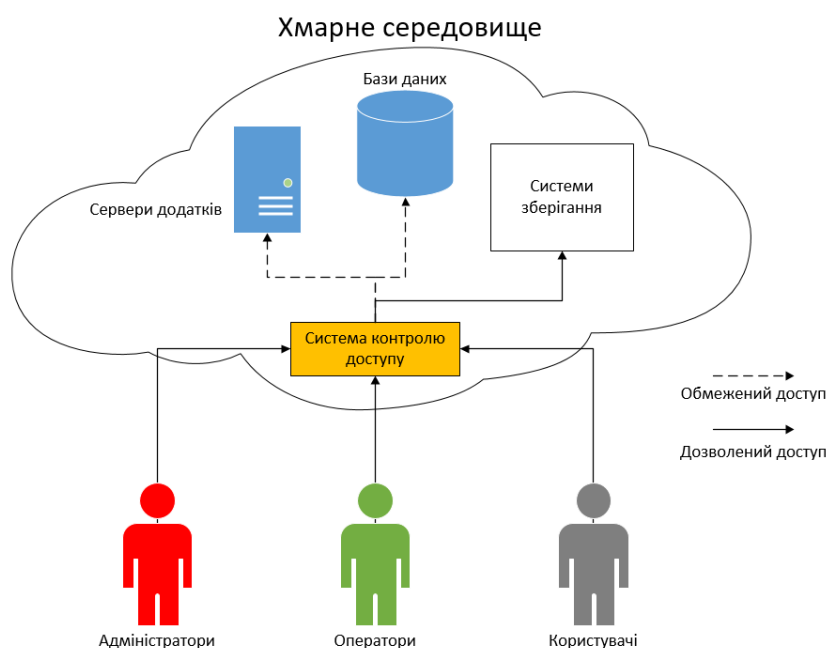 Хмарне середовище
Бази даних
Сервери додатків
Системи
зберігання
Система контролю
доступу
Обмежений доступ
Дозволений доступ
Адміністратори
Оператори
Користувачі